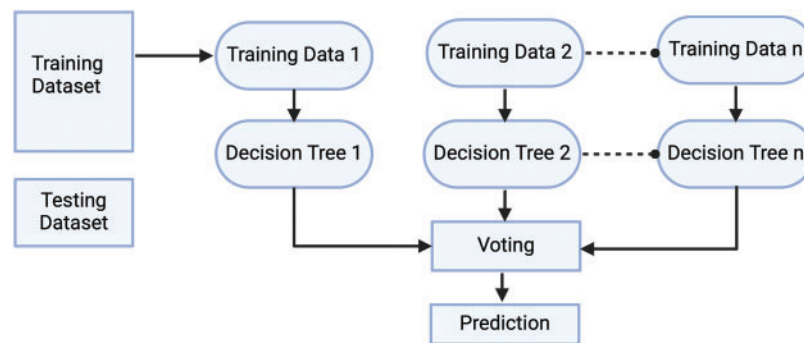 Training
Dataset
Training Data 1
Training Data 2
Training Data n
Decision Tree 1
Decision Tree 2
Decision Tree n
Testing
Dataset
Voting
Prediction